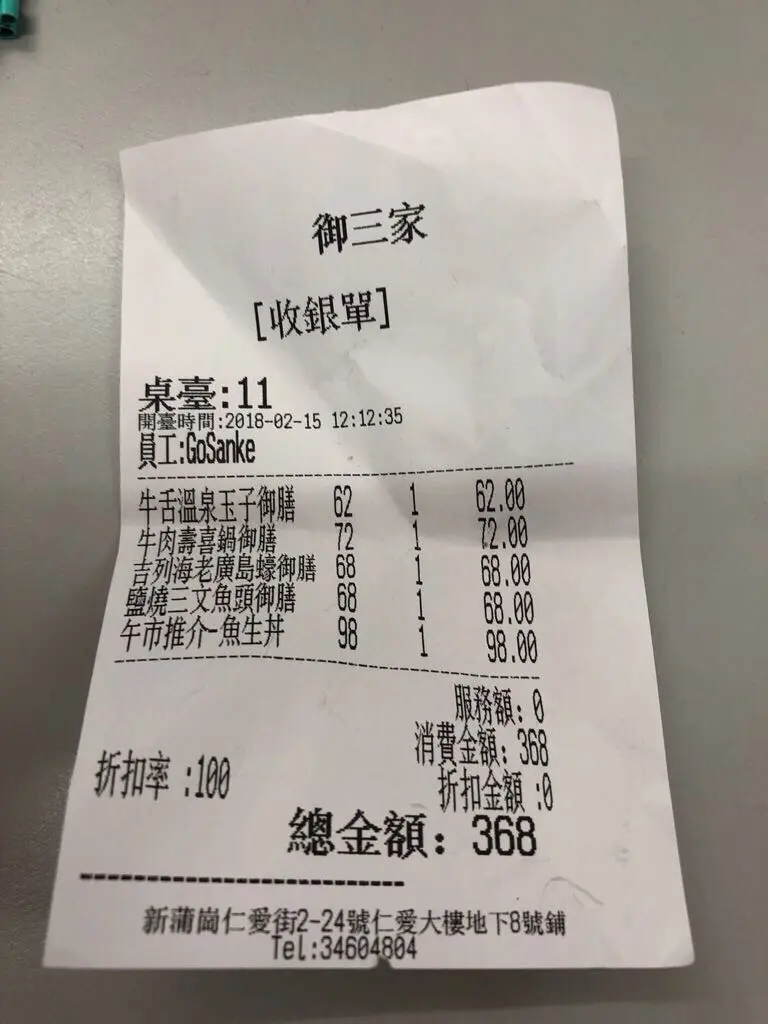 御三家
[收銀單]
桌臺:11
開臺時間:2018-02-15 12:12:35
員工:GoSanke
牛舌溫泉玉子御膳 62 1 62.00
牛肉壽喜鍋御膳 72 1 72.00
吉列海老廣島蠔御膳 68 1 68.00
鹽燒三文魚頭御膳 68 1 68.00
午市推介-魚生丼 98 1 98.00
服務額: 0
消費金額: 368
折扣率 :100 折扣金額 :0
總金額: 368
新蒲崗仁愛街2-24號仁愛大樓地下8號鋪
Tel:34604804